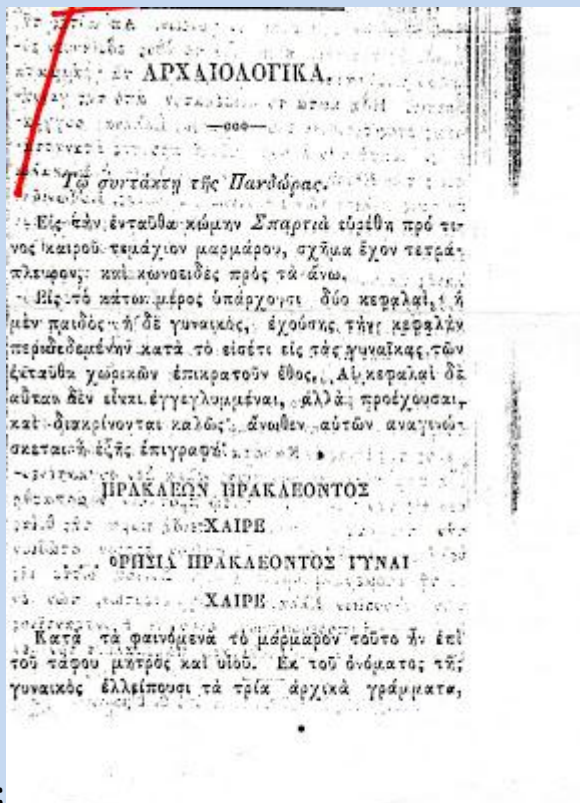 ΑΡΧΑΙΟΛΟΓΙΚΑ.
Τῷ συντάκτῃ τῆς Πανδώρας.
Εἰς τὴν ἐνταῦθα κώμην Σπαρτιὰ εὑρέθη πρό τι-
νος καιροῦ τεμάχιον μαρμάρου, σχῆμα ἔχον τετρά-
πλευρον, καὶ κωνοειδὲς πρὸς τὰ ἄνω.
Εἰς τὸ κάτω μέρος ὑπάρχουσι δύο κεφαλαὶ, ἡ
μὲν παιδὸς ἡ δὲ γυναικὸς, ἐχούσης τὴν κεφαλὴν
περιδεδεμένην κατὰ τὸ εἰσέτι εἰς τὰς γυναῖκας τῶν
ἐνταῦθα χωρικῶν ἐπικρατοῦν ἔθος. Αἱ κεφαλαὶ δὲ
αὗται δὲν εἶναι ἐγγεγλυμμέναι, ἀλλὰ προέχουσαι,
καὶ διακρίνονται καλῶς· ἄνωθεν αὐτῶν ἀναγινώ-
σκεται ἡ ἑξῆς ἐπιγραφή·
ΗΡΑΚΛΕΩΝ ΗΡΑΚΛΕΟΝΤΟΣ
ΧΑΙΡΕ
. . . ΟΡΗΣΙΑ ΗΡΑΚΛΕΟΝΤΟΣ ΓΥΝΑΙ
ΧΑΙΡΕ
Κατὰ τὰ φαινόμενα τὸ μάρμαρον τοῦτο ἦν ἐπὶ
τοῦ τάφου μητρὸς καὶ υἱοῦ. Ἐκ τοῦ ὀνόματος τῆς
γυναικὸς ἐλλείπουσι τὰ τρία ἀρχικὰ γράμματα,